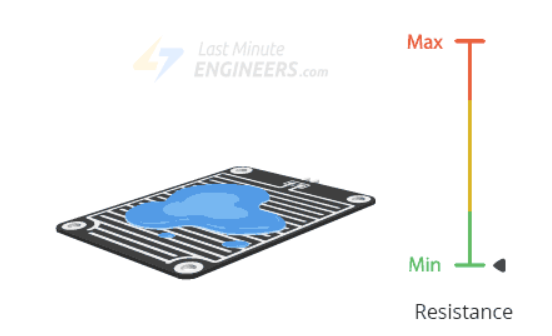 Last Minute
ENGINEERS.com
Max
Min
Resistance